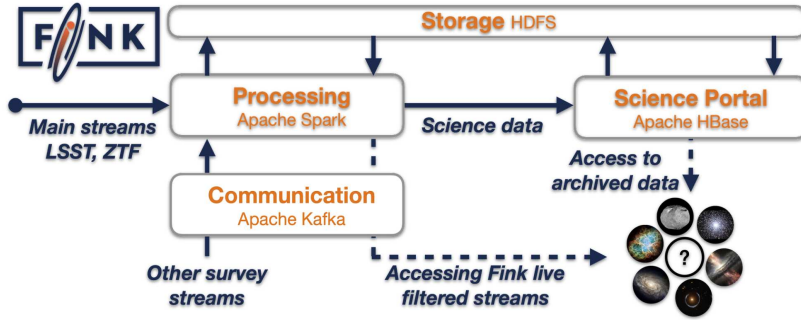 FINK
Storage HDFS
Processing
Apache Spark
Science Portal
Apache HBase
Main streams
LSST, ZTF
Science data
Communication
Apache Kafka
Access to
archived data
Other survey
streams
Accessing Fink live
filtered streams
?